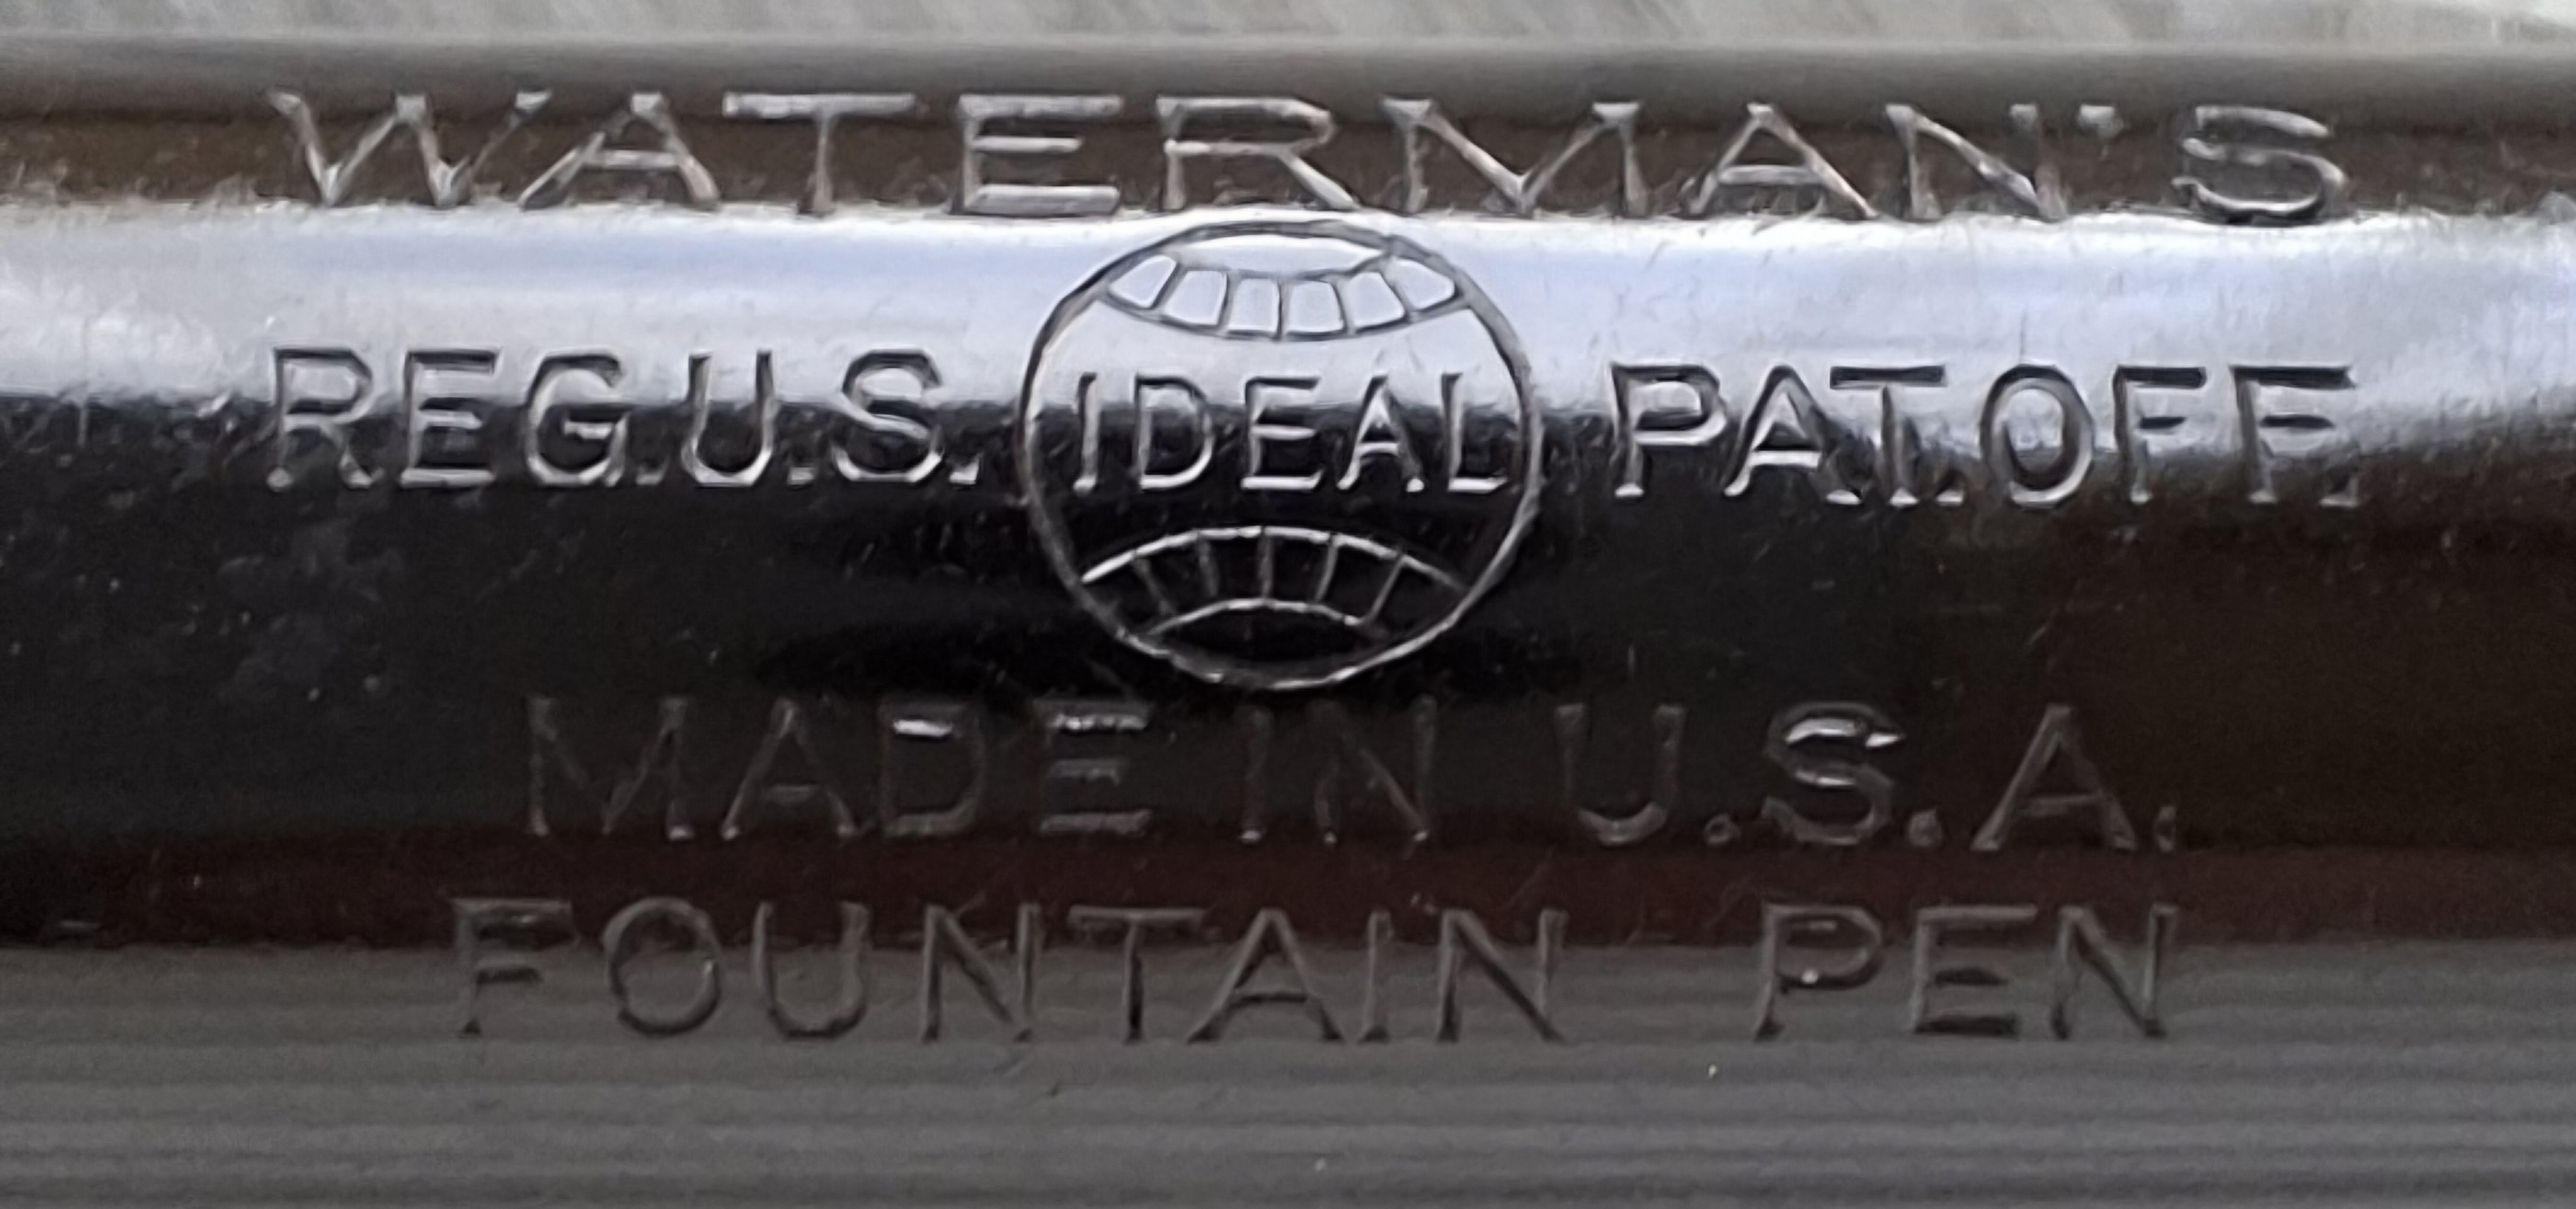 WATERMAN'S
REG.U.S. IDEAL PAT.OFF.
MADE IN U.S.A.
FOUNTAIN PEN